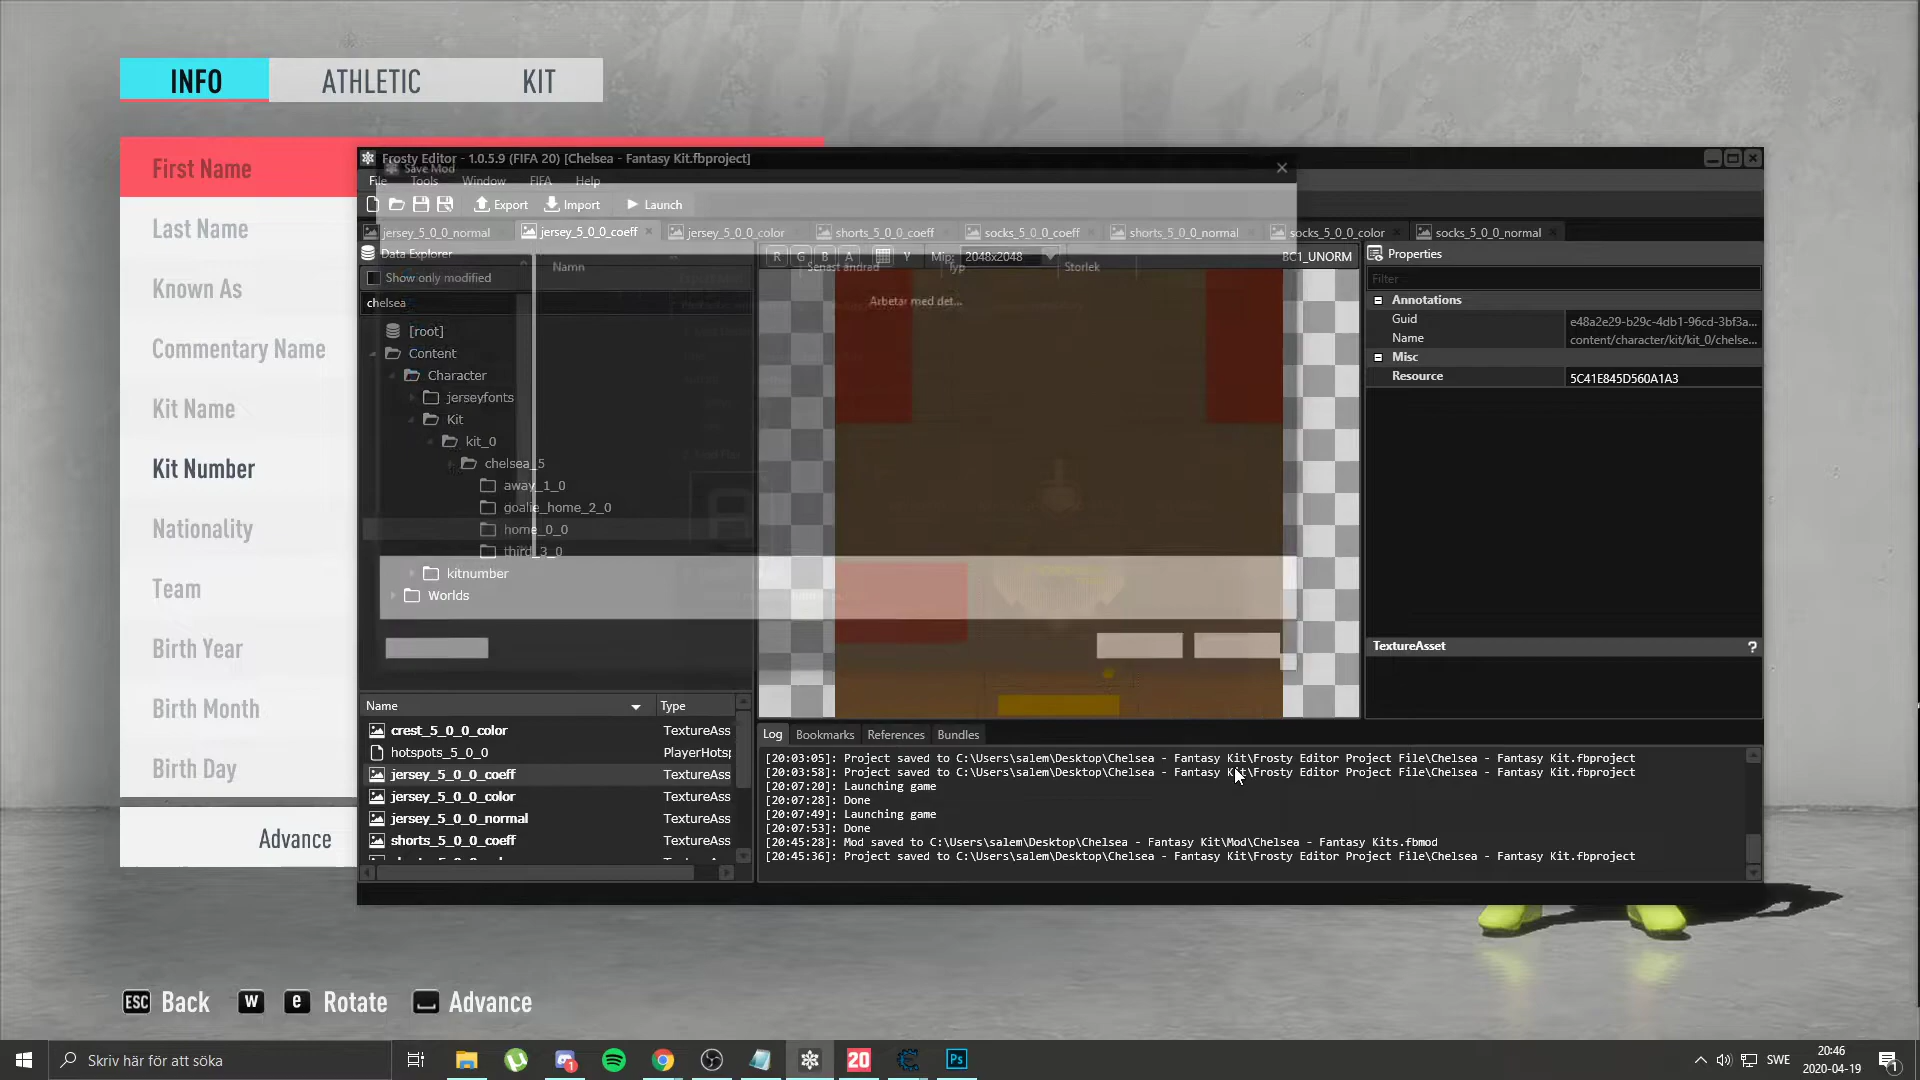 INFO ATHLETIC KIT
First Name
Last Name
Known As
Commentary Name
Kit Name
Kit Number
Nationality
Team
Birth Year
Birth Month
Birth Day
Advance
Frosty Editor - 1.0.5.9 (FIFA 20) [Chelsea - Fantasy Kit.fbproject]
Save Mod
File Tools Window FIFA Help
Export Import Launch
jersey_5_0_0_normal jersey_5_0_0_coeff jersey_5_0_0_color shorts_5_0_0_coeff socks_5_0_0_coeff shorts_5_0_0_normal socks_5_0_0_color socks_5_0_0_normal
Data Explorer
Show only modified
chelsea
[root]
Content
Character
jerseyfonts
Kit
kit_0
chelsea_5
away_1_0
goalie_home_2_0
home_0_0
third_3_0
kitnumber
Worlds
Name Type
crest_5_0_0_color TextureAss
hotspots_5_0_0 PlayerHotsp
jersey_5_0_0_coeff TextureAss
jersey_5_0_0_color TextureAss
jersey_5_0_0_normal TextureAss
shorts_5_0_0_coeff TextureAss
R G B A Mip: 2048x2048 BC1_UNORM
Namn Senast ändrad Typ Storlek
Arbetar med det...
Properties
Filter
Annotations
Guid e48a2e29-b29c-4db1-96cd-3bf3a...
Name content/character/kit/kit_0/chelse...
Misc
Resource 5C41E845D560A1A3
TextureAsset ?
Log Bookmarks References Bundles
[20:03:05]: Project saved to C:\Users\salem\Desktop\Chelsea - Fantasy Kit\Frosty Editor Project File\Chelsea - Fantasy Kit.fbproject
[20:03:58]: Project saved to C:\Users\salem\Desktop\Chelsea - Fantasy Kit\Frosty Editor Project File\Chelsea - Fantasy Kit.fbproject
[20:07:20]: Launching game
[20:07:28]: Done
[20:07:49]: Launching game
[20:07:53]: Done
[20:45:28]: Mod saved to C:\Users\salem\Desktop\Chelsea - Fantasy Kit\Mod\Chelsea - Fantasy Kits.fbmod
[20:45:36]: Project saved to C:\Users\salem\Desktop\Chelsea - Fantasy Kit\Frosty Editor Project File\Chelsea - Fantasy Kit.fbproject
ESC Back W e Rotate Advance
Skriv här för att söka
20
Ps
SWE
20:46
2020-04-19
1